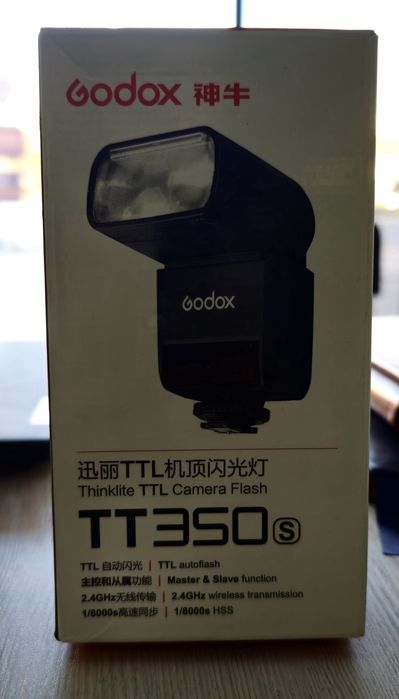 Godox 神牛
Godox
迅丽TTL机顶闪光灯
Thinklite TTL Camera Flash
TT350 S
TTL 自动闪光 | TTL autoflash
主控和从属功能 | Master & Slave function
2.4GHz无线传输 | 2.4GHz wireless transmission
1/8000s高速同步 | 1/8000s HSS